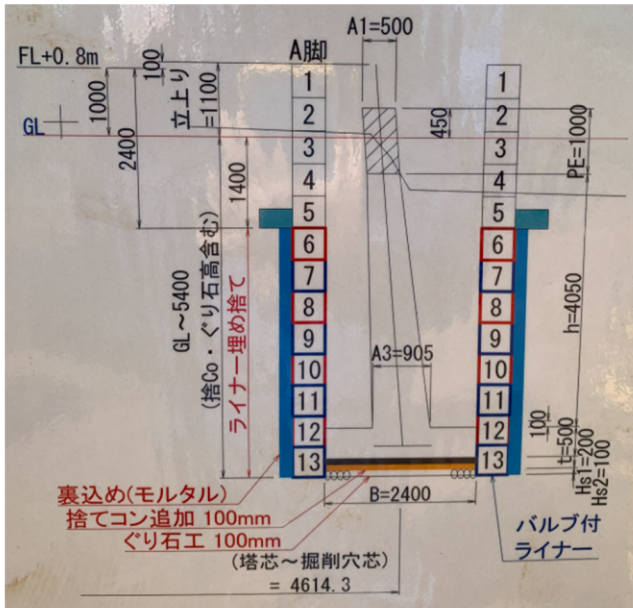 A1=500
A脚
FL+0.8m
100
1000
GL
2400
立上り
=1100
1400
GL～5400
(捨Co・ぐり石高含む)
ライナー埋め捨て
1
2
3
4
5
6
7
8
9
10
11
12
13
1
2
3
4
5
6
7
8
9
10
11
12
13
450
PE=1000
h=4050
A3=905
100
t=500
Hs1=200
Hs2=100
B=2400
裏込め(モルタル)
捨てコン追加 100mm
ぐり石工 100mm
(塔芯～掘削穴芯)
= 4614.3
バルブ付
ライナー